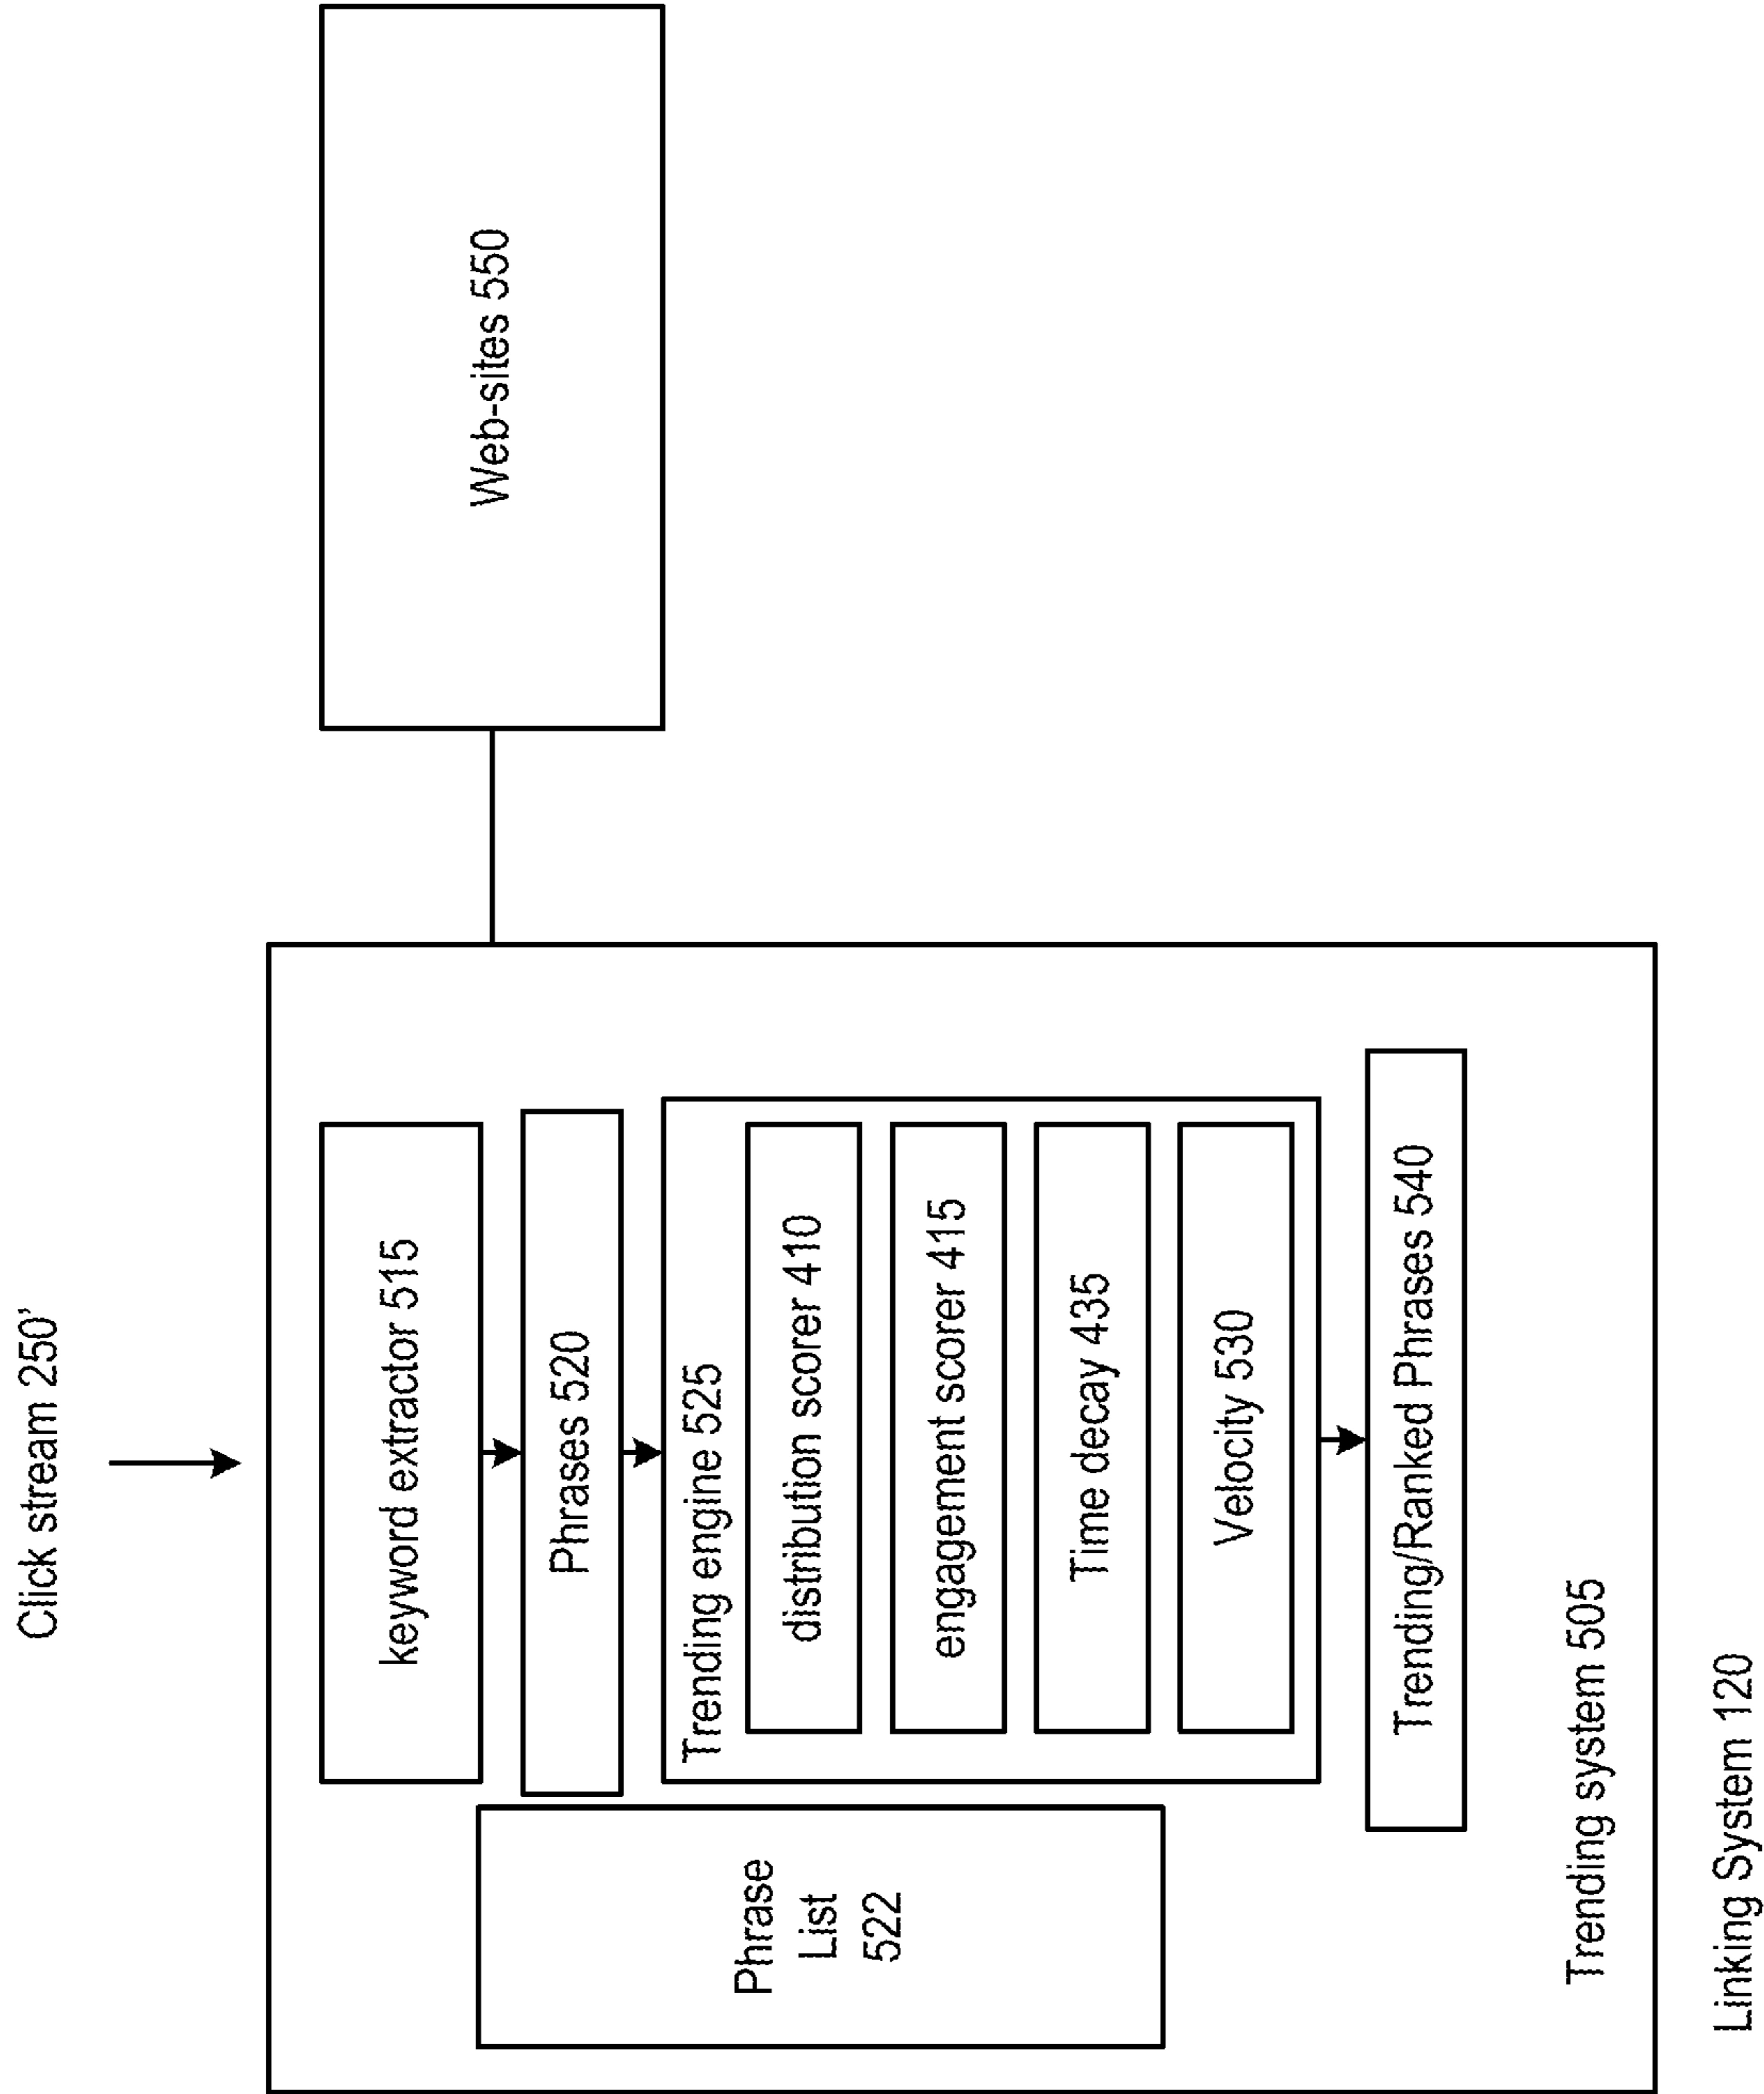 Click stream 250’
keyword extractor 515
Phrases 520
Phrase
List
522
Trending engine 525
distribution scorer 410
engagement scorer 415
Time decay 435
Velocity 530
Trending/Ranked Phrases 540
Trending system 505
Linking System 120
Web-sites 550